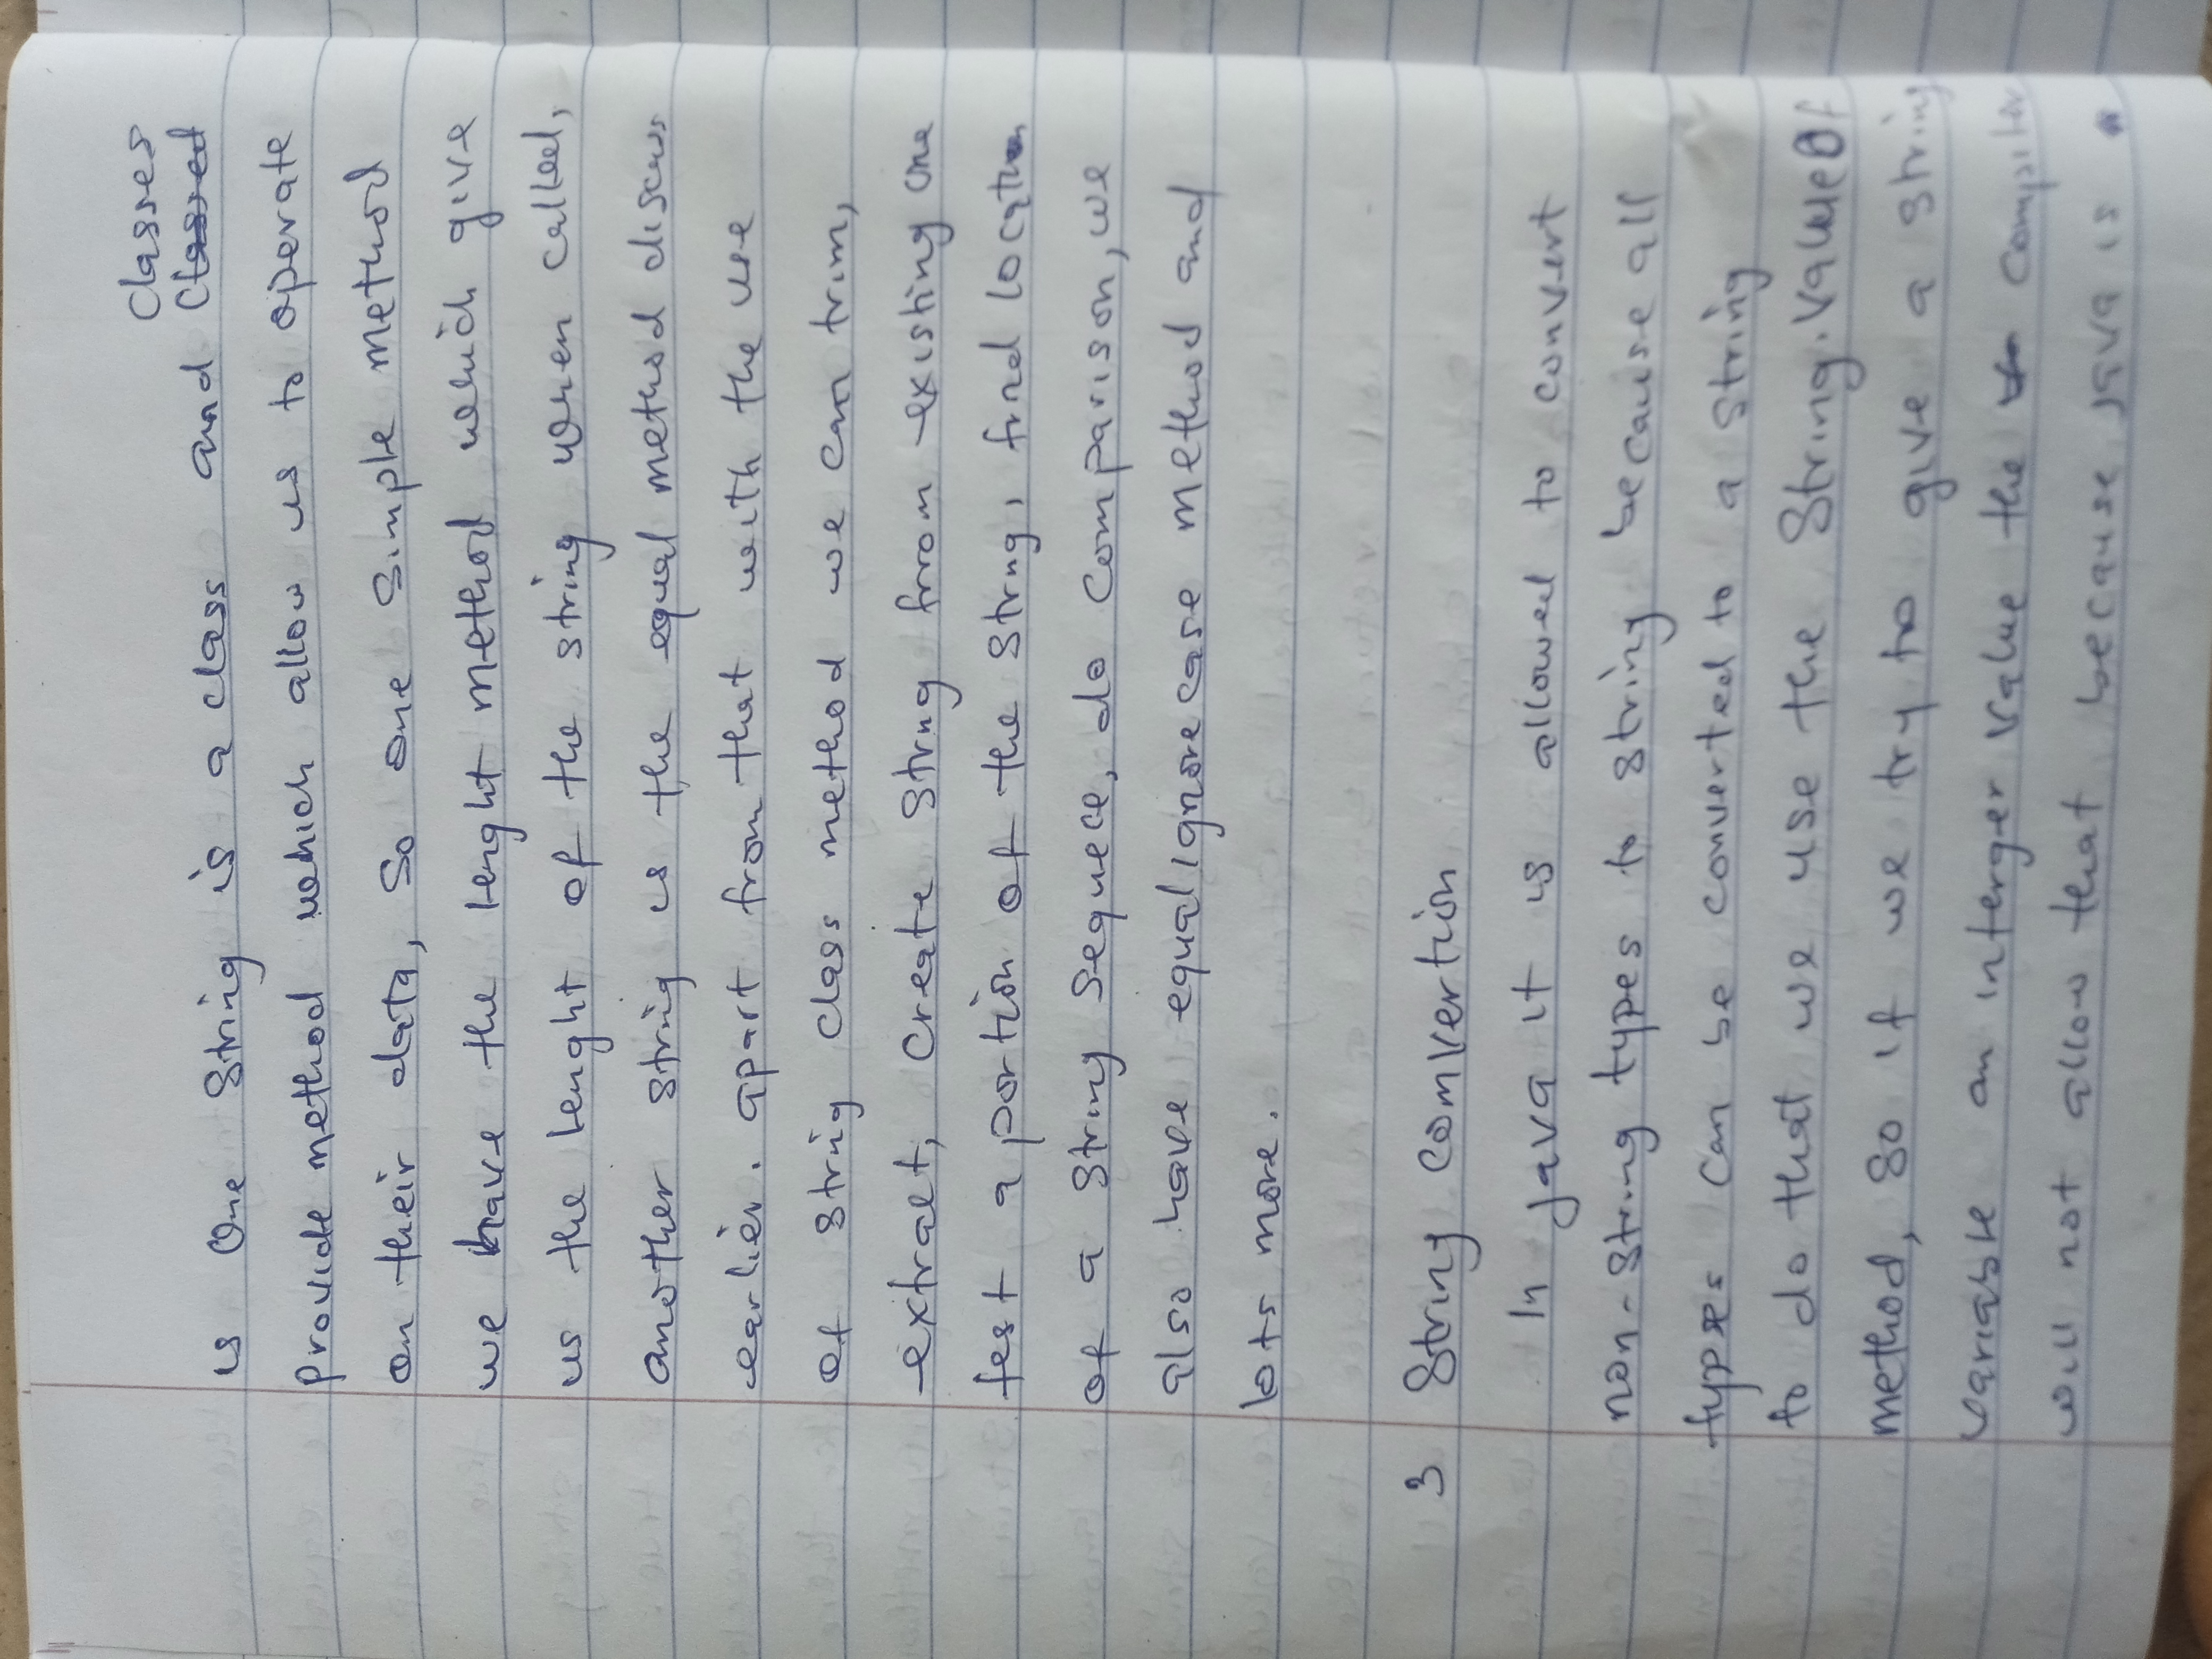 classes
is one string is a class and classed
provide method which allow us to operate
on their data, so one simple method
we have the lenght method which give
us the lenght of the string when called,
another string is the equal method discus
earlier. apart from that with the use
of string class method we can trim,
extraet, create string from existing one
test a portion of the string, find location
of a string sequence, do comparison, we
also have equalignorecase method and
lots more.
3 String convertion
In java it is allowed to convert
non-string types to string because all
types can be converted to a string
to do that we use the String.valueOf
method, so if we try to give a string
variable an interger value the compiler
will not allow that because java is